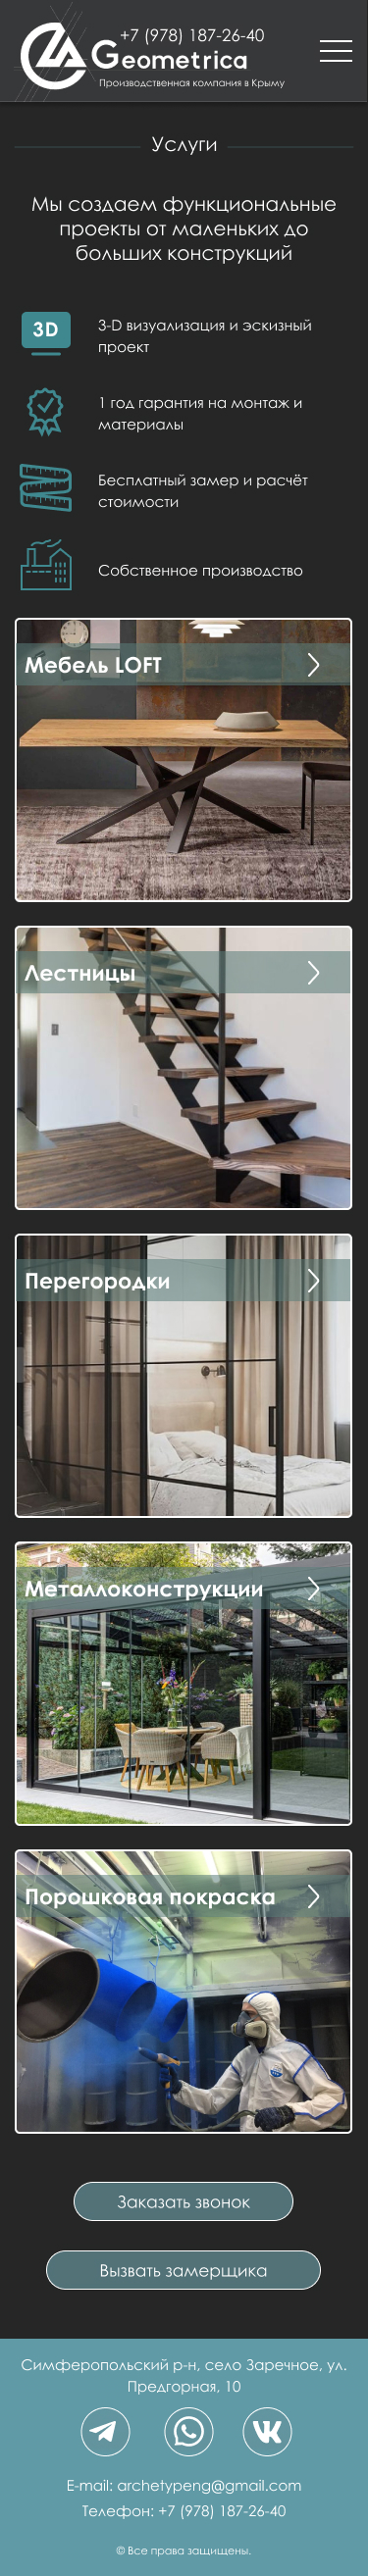 +7 (978) 187-26-40
Geometrica
Производственная компания в Крыму
Услуги
Мы создаем функциональные
проекты от маленьких до
больших конструкций
3D
3-D визуализация и эскизный
проект
1 год гарантия на монтаж и
материалы
Бесплатный замер и расчёт
стоимости
Собственное производство
Мебель LOFT
Лестницы
Перегородки
Металлоконструкции
Порошковая покраска
Заказать звонок
Вызвать замерщика
Симферопольский р-н, село Заречное, ул.
Предгорная, 10
E-mail: archetypeng@gmail.com
Телефон: +7 (978) 187-26-40
© Все права защищены.